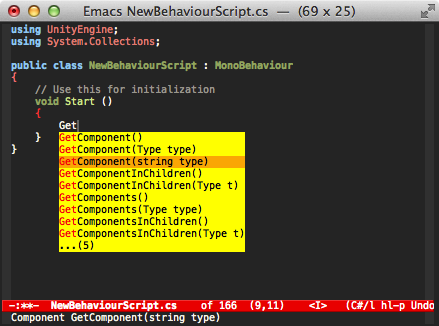 Emacs NewBehaviourScript.cs — (69 x 25)
using UnityEngine;
using System.Collections;
public class NewBehaviourScript : MonoBehaviour
{
// Use this for initialization
void Start ()
{
Get
} GetComponent()
} GetComponent(Type type)
GetComponent(string type)
GetComponentInChildren()
GetComponentInChildren(Type t)
GetComponents()
GetComponents(Type type)
GetComponentsInChildren()
GetComponentsInChildren(Type t)
...(5)
-:**- NewBehaviourScript.cs of 166 (9,11) <I> (C#/l hl-p Undo
Component GetComponent(string type)